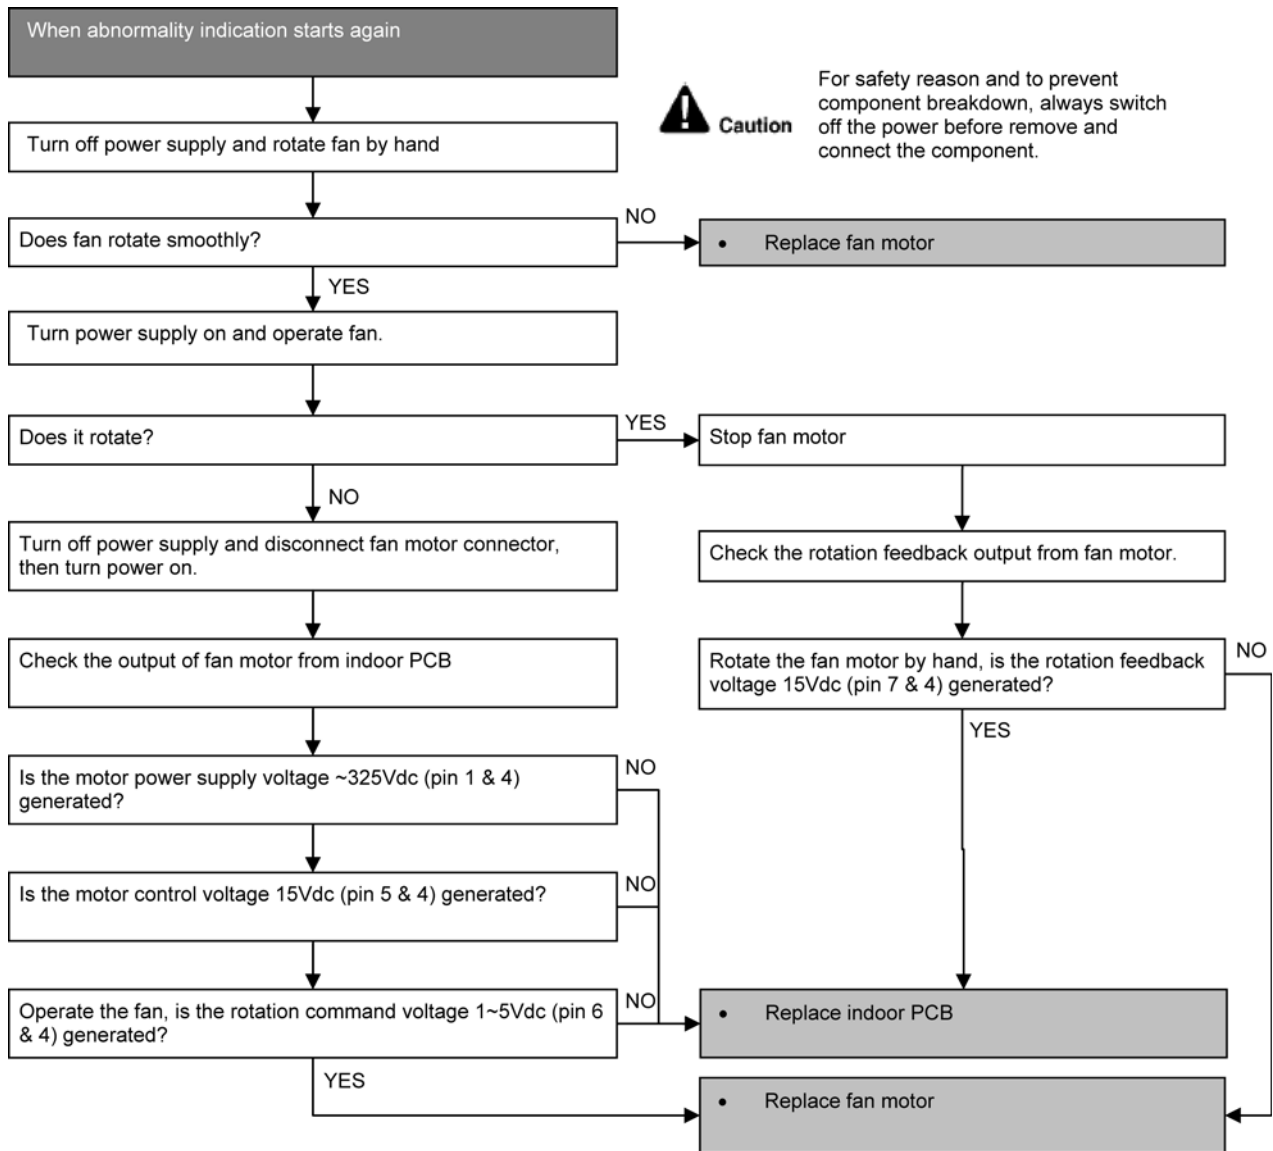 When abnormality indication starts again
Caution
For safety reason and to prevent
component breakdown, always switch
off the power before remove and
connect the component.
Turn off power supply and rotate fan by hand
Does fan rotate smoothly?
NO
• Replace fan motor
YES
Turn power supply on and operate fan.
Does it rotate?
YES
Stop fan motor
NO
Turn off power supply and disconnect fan motor connector,
then turn power on.
Check the rotation feedback output from fan motor.
Check the output of fan motor from indoor PCB
Rotate the fan motor by hand, is the rotation feedback
voltage 15Vdc (pin 7 & 4) generated?
NO
YES
Is the motor power supply voltage ~325Vdc (pin 1 & 4)
generated?
NO
Is the motor control voltage 15Vdc (pin 5 & 4) generated?
NO
Operate the fan, is the rotation command voltage 1~5Vdc (pin 6
& 4) generated?
NO
• Replace indoor PCB
YES
• Replace fan motor